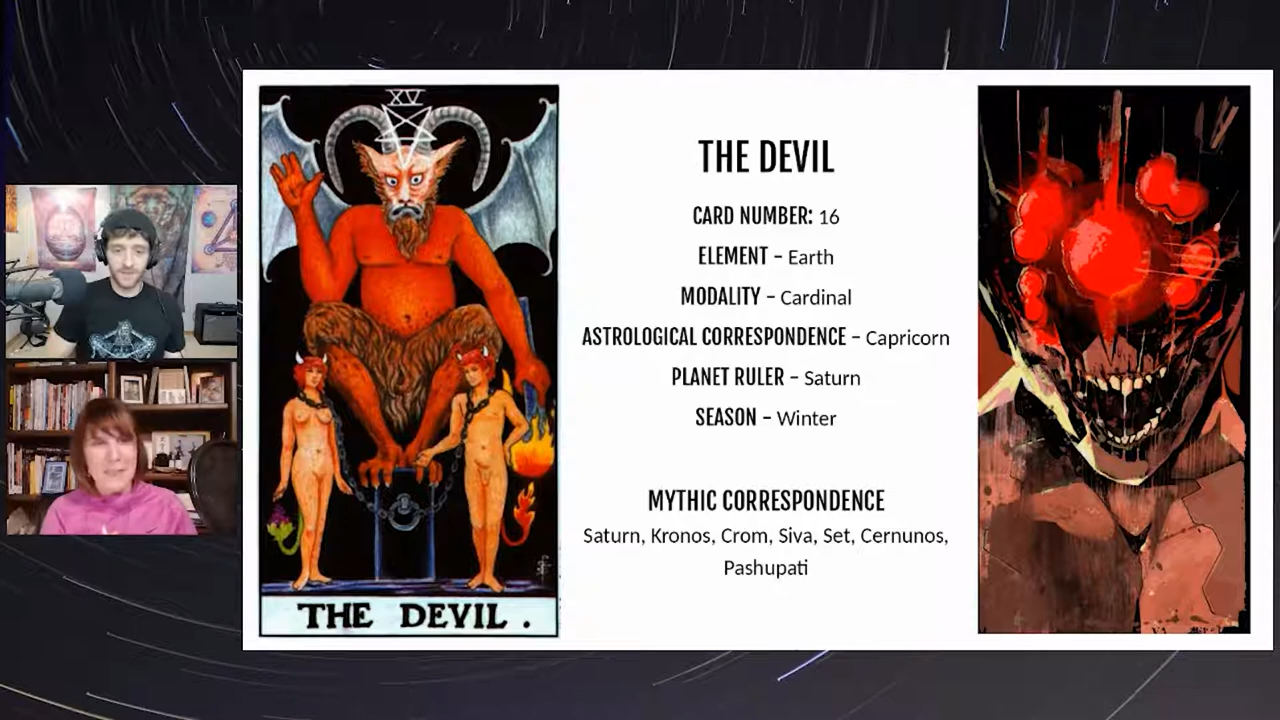 XV
THE DEVIL.
THE DEVIL
CARD NUMBER: 16
ELEMENT – Earth
MODALITY – Cardinal
ASTROLOGICAL CORRESPONDENCE – Capricorn
PLANET RULER – Saturn
SEASON – Winter
MYTHIC CORRESPONDENCE
Saturn, Kronos, Crom, Siva, Set, Cernunos,
Pashupati